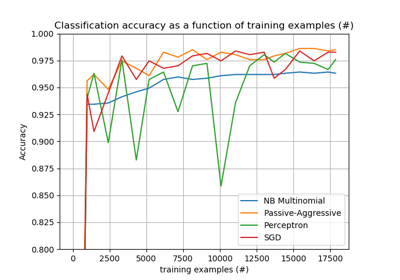 Classification accuracy as a function of training examples (#)
1.000
0.975
0.950
0.925
0.900
0.875
0.850
0.825
0.800
Accuracy
NB Multinomial
Passive-Aggressive
Perceptron
SGD
0 2500 5000 7500 10000 12500 15000 17500
training examples (#)